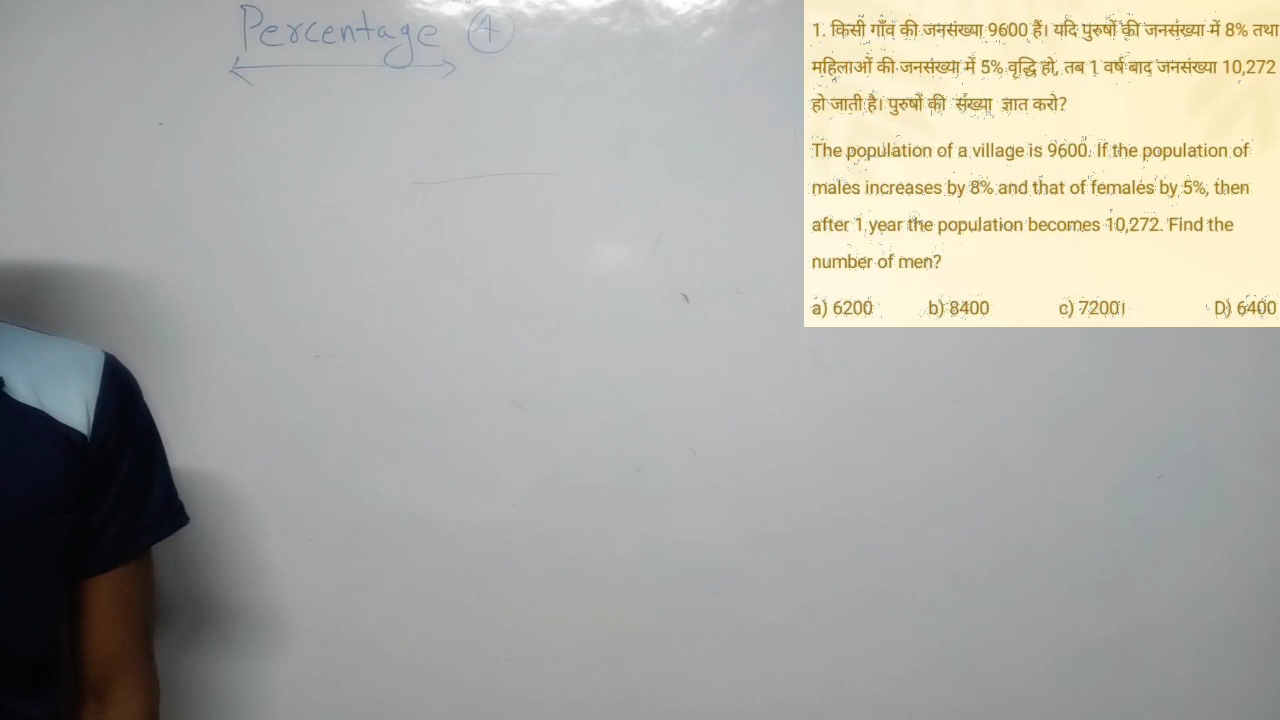 Percentage 4
1. किसी गाँव की जनसंख्या 9600 हैं। यदि पुरुषों की जनसंख्या में 8% तथा
महिलाओं की जनसंख्या में 5% वृद्धि हो, तब 1 वर्ष बाद जनसंख्या 10,272
हो जाती है। पुरुषों की संख्या ज्ञात करो?
The population of a village is 9600. If the population of
males increases by 8% and that of females by 5%, then
after 1 year the population becomes 10,272. Find the
number of men?
a) 6200 b) 8400 c) 7200। D) 6400